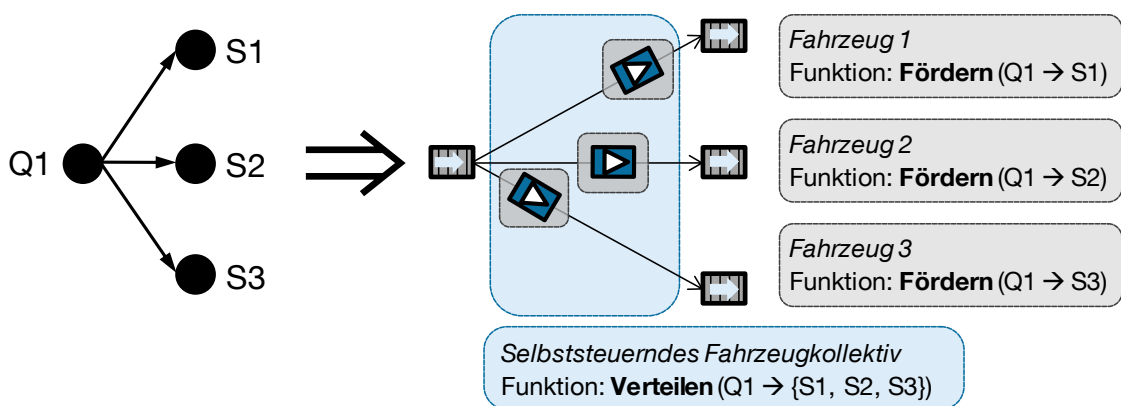 S1
Q1
S2
S3
Fahrzeug 1
Funktion: Fördern (Q1 → S1)
Fahrzeug 2
Funktion: Fördern (Q1 → S2)
Fahrzeug 3
Funktion: Fördern (Q1 → S3)
Selbststeuerndes Fahrzeugkollektiv
Funktion: Verteilen (Q1 → {S1, S2, S3})